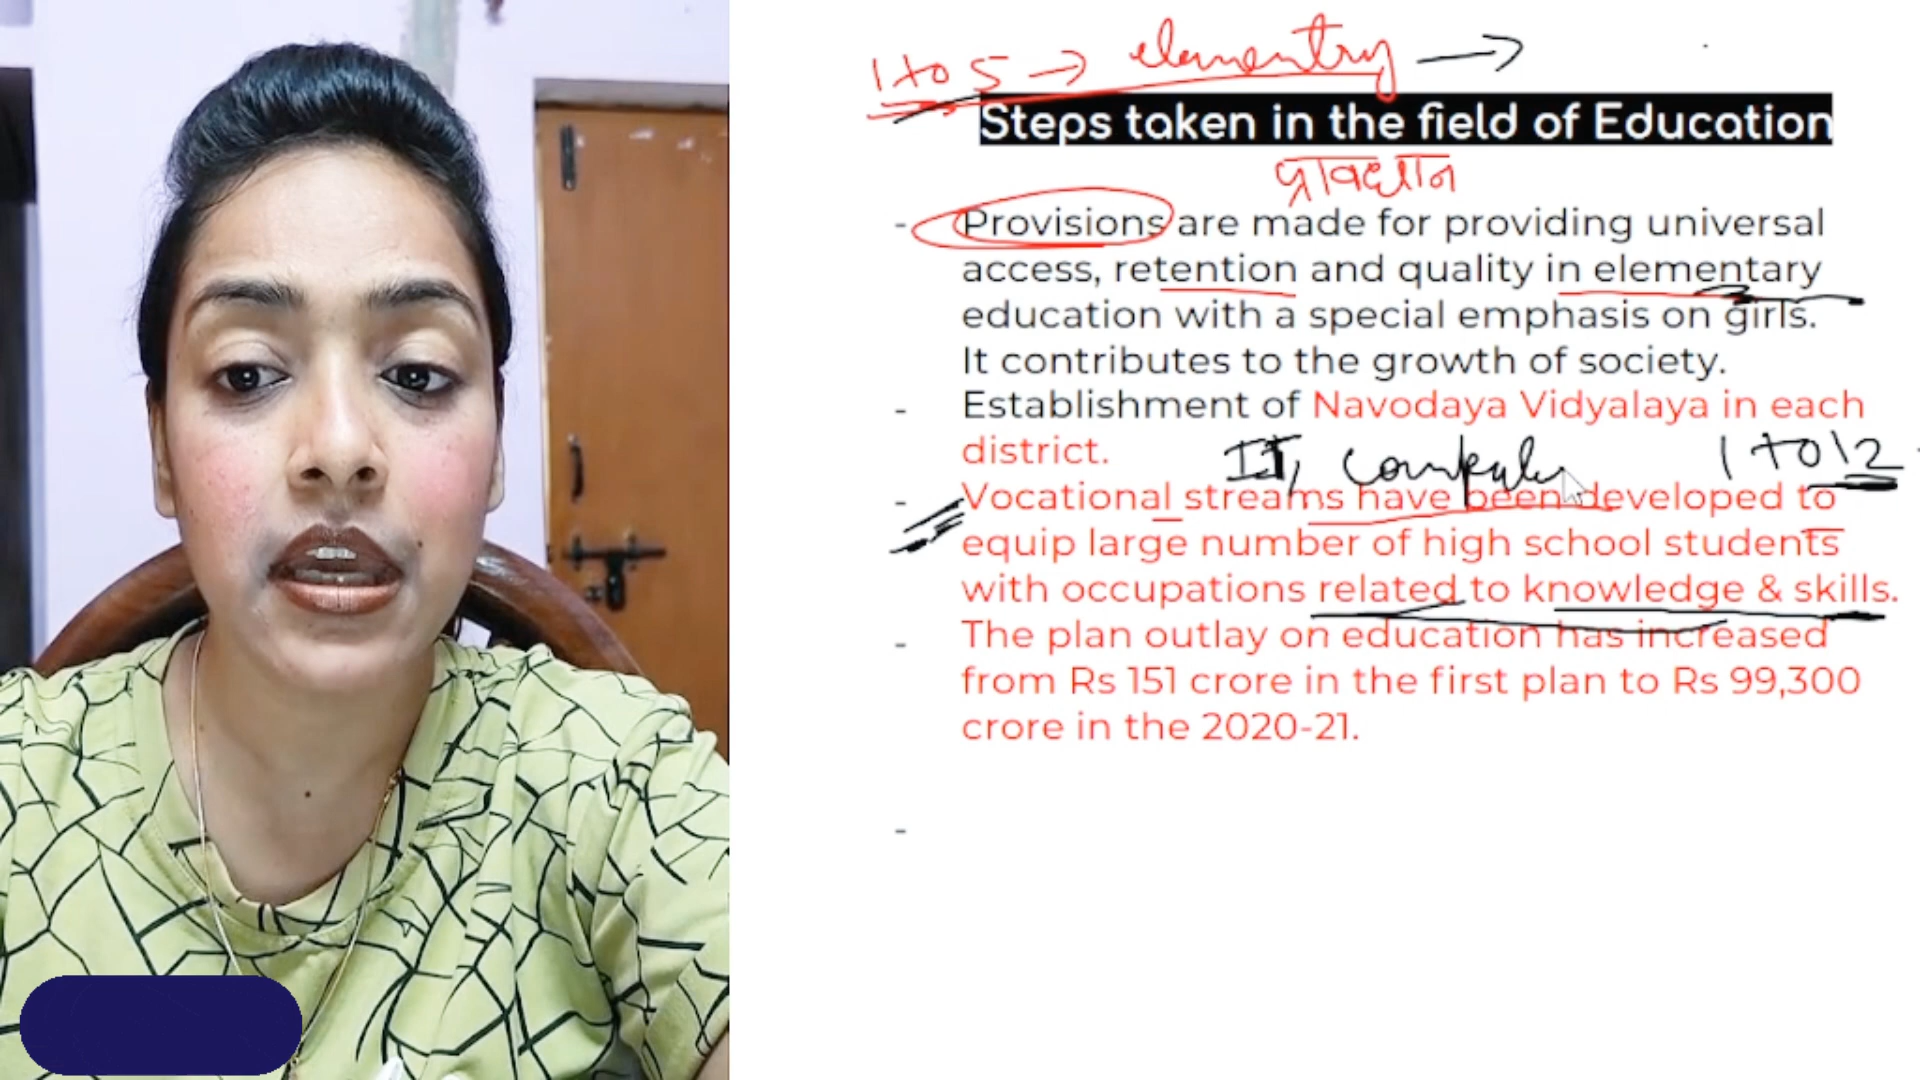 1 to 5 → elementry →
Steps taken in the field of Education
प्रावधान
- Provisions are made for providing universal
access, retention and quality in elementary
education with a special emphasis on girls.
It contributes to the growth of society.
- Establishment of Navodaya Vidyalaya in each
district.
IT, 1 to 12
- Vocational streams have been developed to
equip large number of high school students
with occupations related to knowledge & skills.
- The plan outlay on education has increased
from Rs 151 crore in the first plan to Rs 99,300
crore in the 2020-21.
-